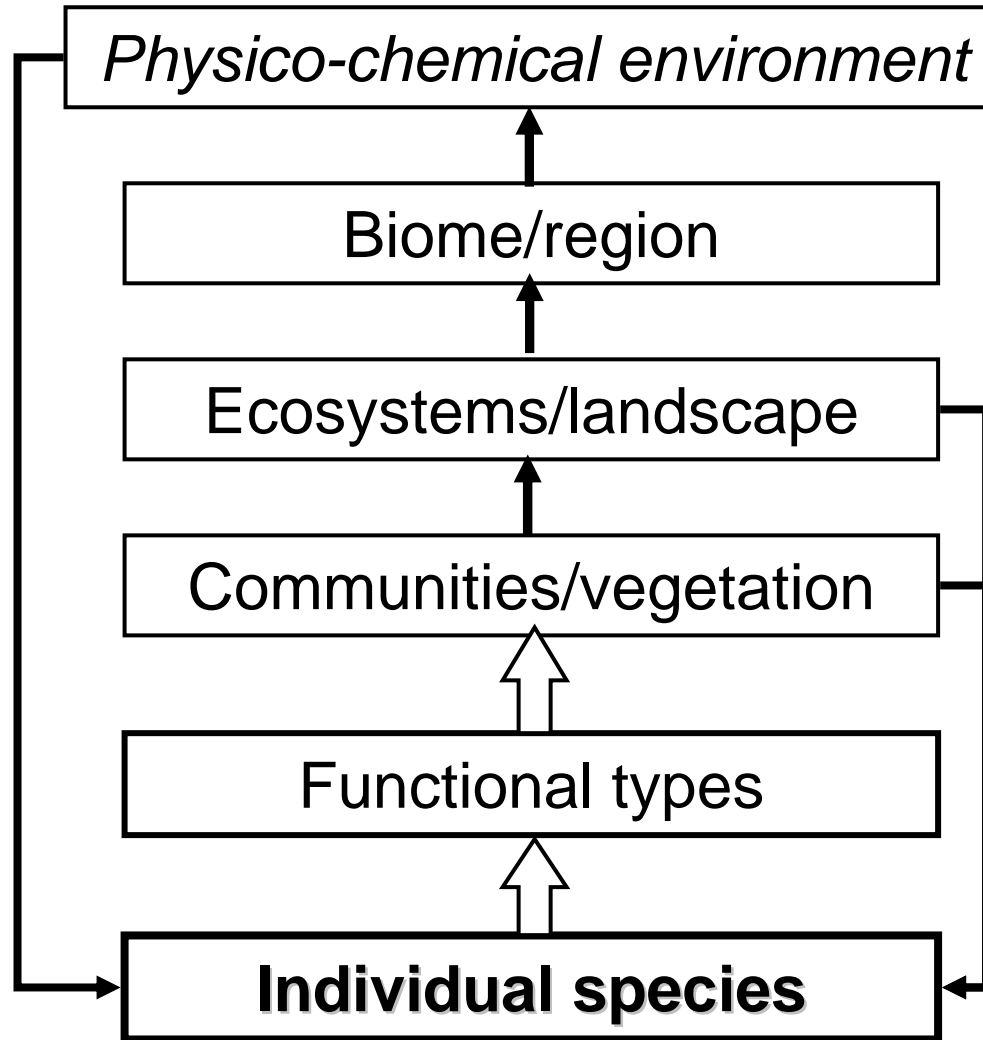 Physico-chemical environment
Biome/region
Ecosystems/landscape
Communities/vegetation
Functional types
Individual species